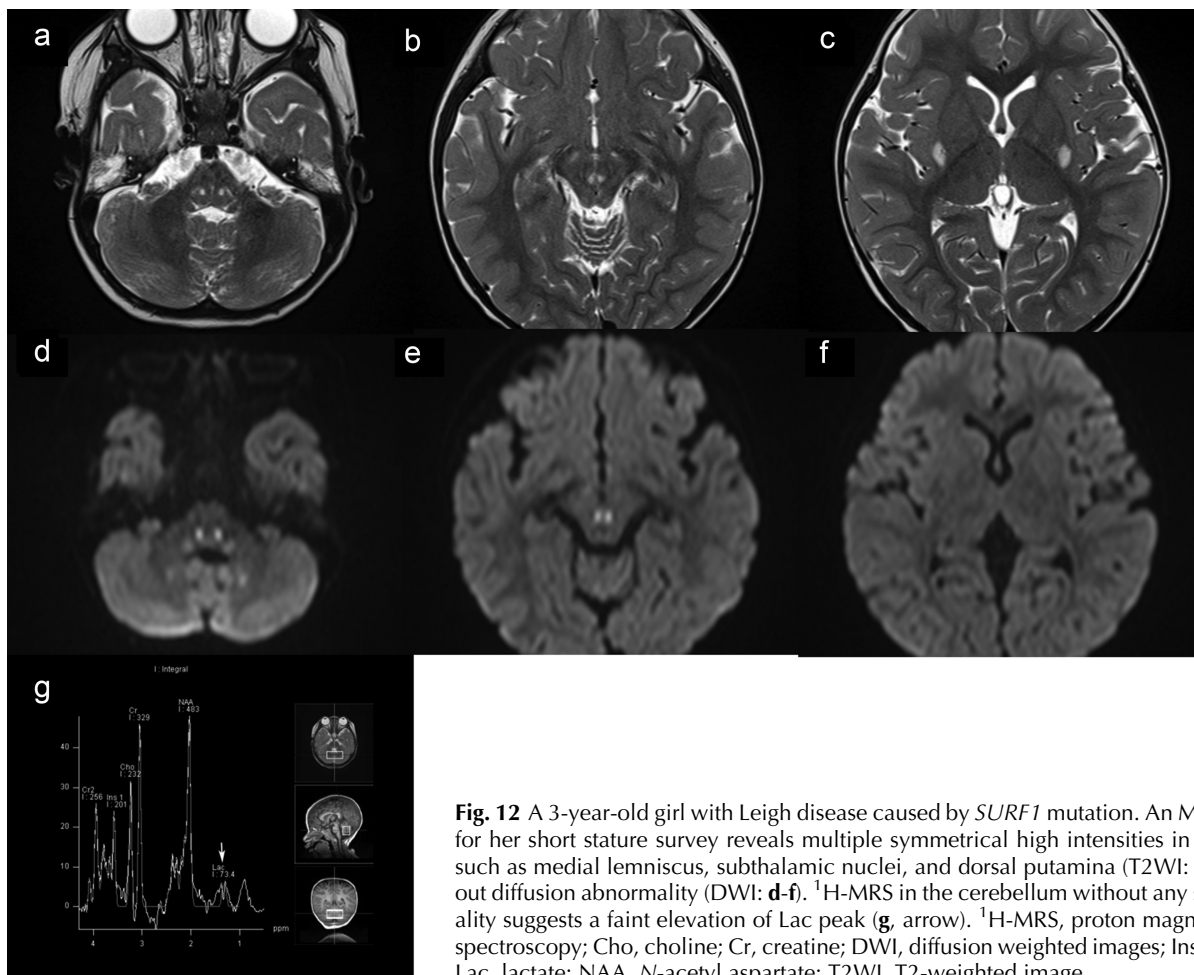 a
b
c
d
e
f
g
I : Integral
NAA
I : 483
Cr
I : 329
Cho
I : 232
Cr2
I : 256
Ins 1
I : 201
Lac
I : 73.4
40
30
20
10
0
4
3
2
1
ppm
Fig. 12 A 3-year-old girl with Leigh disease caused by SURF1 mutation. An M
for her short stature survey reveals multiple symmetrical high intensities in
such as medial lemniscus, subthalamic nuclei, and dorsal putamina (T2WI:
out diffusion abnormality (DWI: d-f). ¹H-MRS in the cerebellum without any
ality suggests a faint elevation of Lac peak (g, arrow). ¹H-MRS, proton magn
spectroscopy; Cho, choline; Cr, creatine; DWI, diffusion weighted images; Ins
Lac, lactate; NAA, N-acetyl aspartate; T2WI, T2-weighted image.